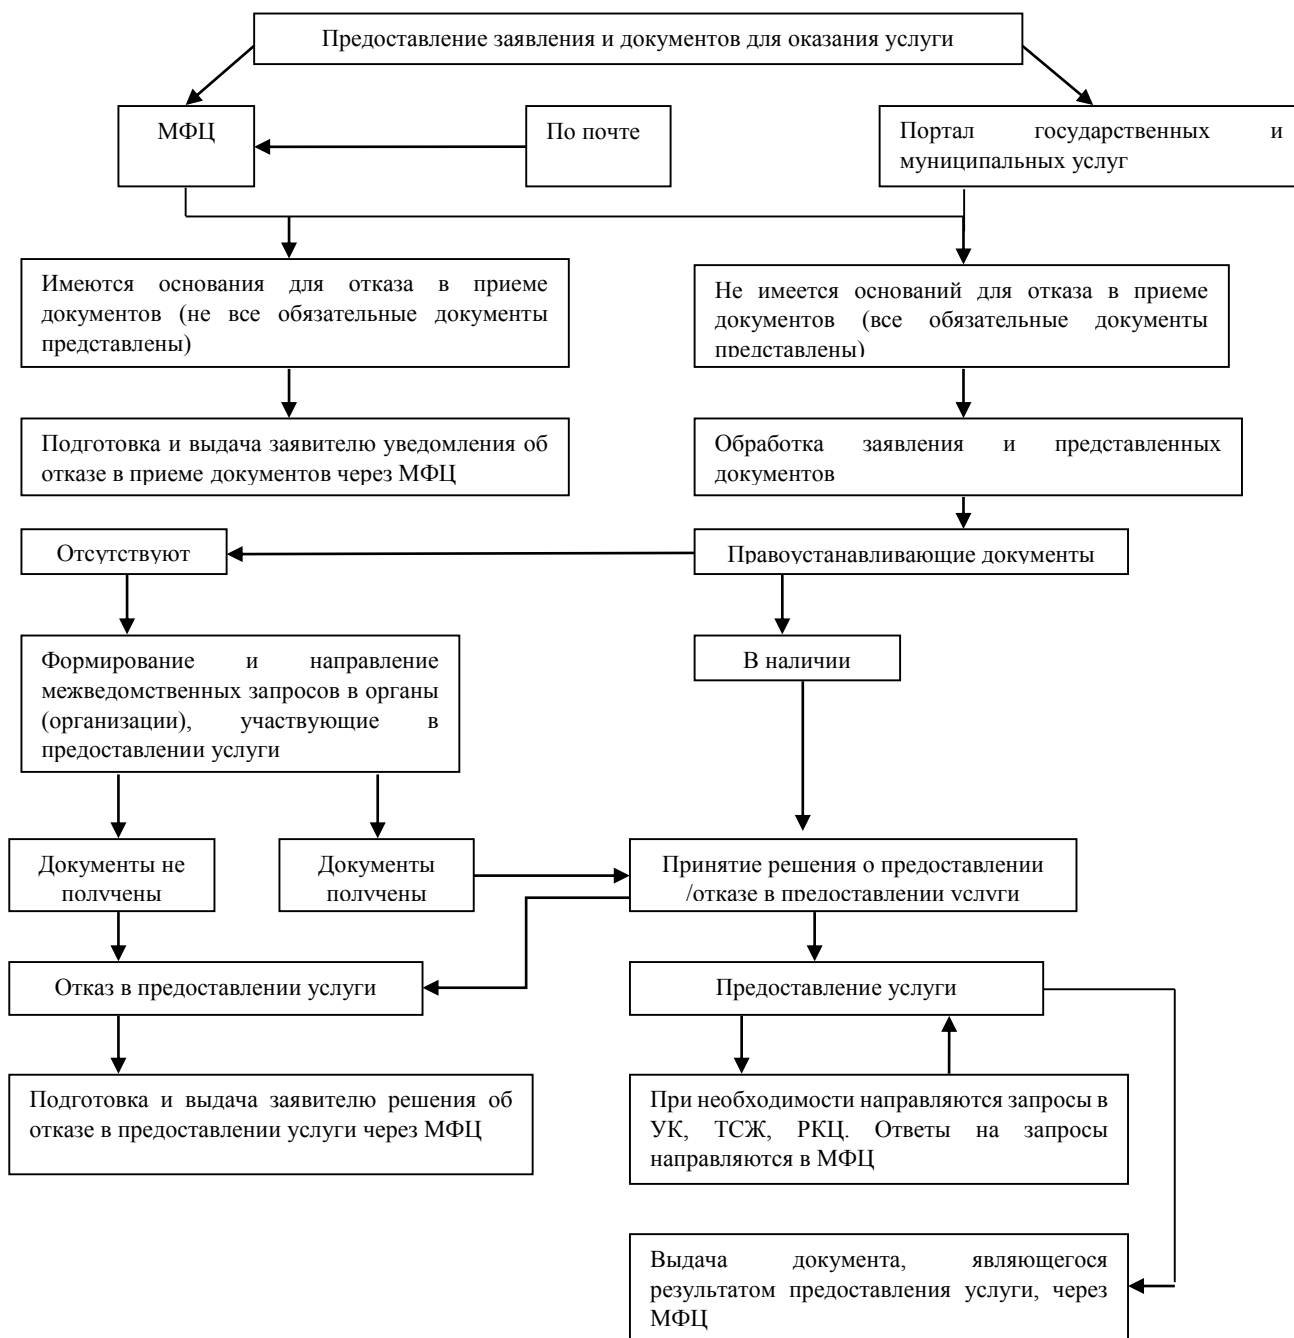 Предоставление заявления и документов для оказания услуги
МФЦ
По почте
Портал государственных и
муниципальных услуг
Имеются основания для отказа в приеме
документов (не все обязательные документы
представлены)
Не имеется оснований для отказа в приеме
документов (все обязательные документы
представлены)
Подготовка и выдача заявителю уведомления об
отказе в приеме документов через МФЦ
Обработка заявления и представленных
документов
Отсутствуют
Правоустанавливающие документы
Формирование и направление
межведомственных запросов в органы
(организации), участвующие в
предоставлении услуги
В наличии
Документы не
получены
Документы
получены
Принятие решения о предоставлении
/отказе в предоставлении услуги
Отказ в предоставлении услуги
Предоставление услуги
Подготовка и выдача заявителю решения об
отказе в предоставлении услуги через МФЦ
При необходимости направляются запросы в
УК, ТСЖ, РКЦ. Ответы на запросы
направляются в МФЦ
Выдача документа, являющегося
результатом предоставления услуги, через
МФЦ